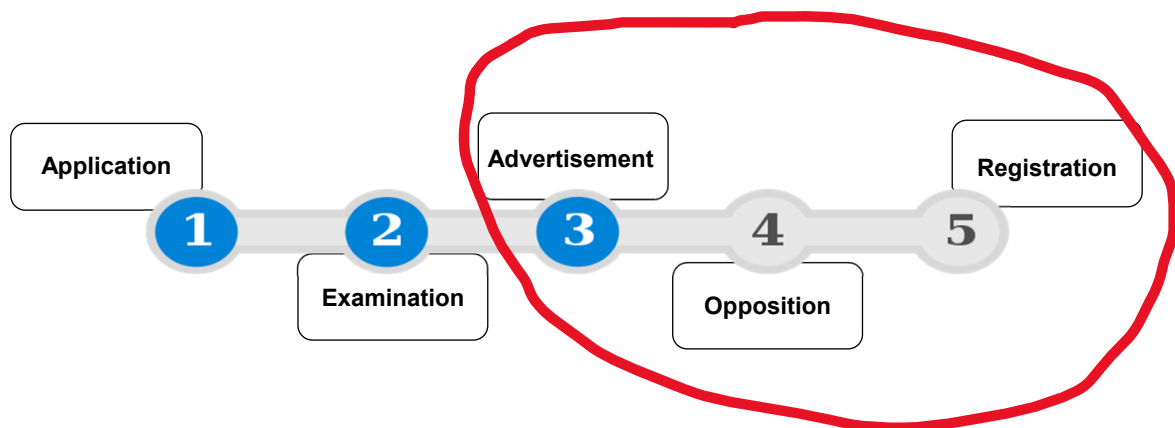 Application
Advertisement
Registration
1 2 3 4 5
Examination
Opposition